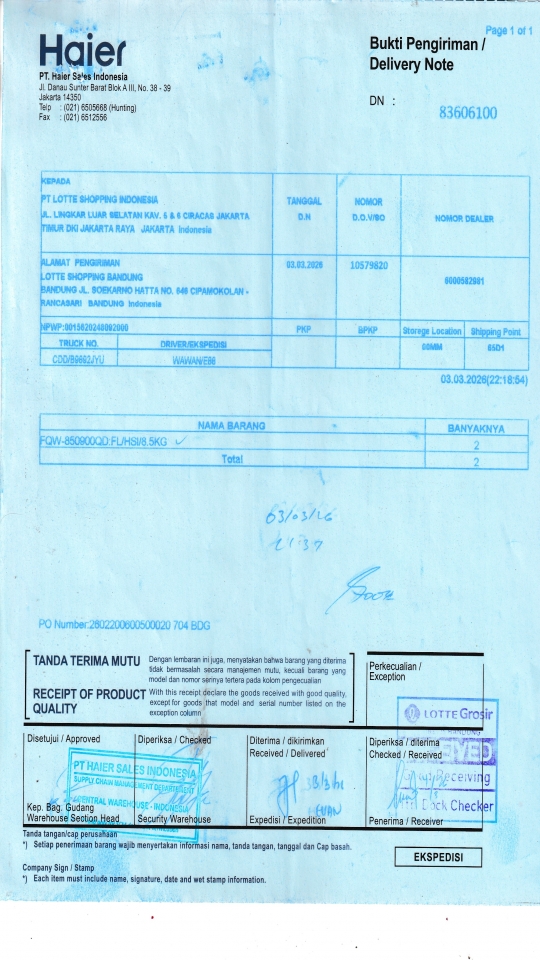 Page 1 of 1
Haier
Bukti Pengiriman /
Delivery Note
PT. Haier Sales Indonesia
Jl. Danau Sunter Barat Blok A III, No. 38 - 39
Jakarta 14350
Telp : (021) 6505668 (Hunting)
Fax : (021) 6512556
DN : 83606100
KEPADA
PT LOTTE SHOPPING INDONESIA
JL. LINGKAR LUAR SELATAN KAV. 5 & 6 CIRACAS JAKARTA
TIMUR DKI JAKARTA RAYA JAKARTA Indonesia
TANGGAL
D.N
NOMOR
D.O.V/SO
NOMOR DEALER
ALAMAT PENGIRIMAN
LOTTE SHOPPING BANDUNG
BANDUNG JL. SOEKARNO HATTA NO. 646 CIPAMOKOLAN -
RANCASARI BANDUNG Indonesia
03.03.2026
10579820
6000582981
NPWP:0015620248092000
PKP
BPKP
Storege Location
Shipping Point
TRUCK NO.
DRIVER/EKSPEDISI
CDD/B9692JYU
WAWAN/E86
65D1
03.03.2026(22:18:54)
NAMA BARANG
BANYAKNYA
FQW-850900QD:FL/HSI/8.5KG ✓
2
Total
2
03/03/26
21:37
PO Number:2602200600500020 704 BDG
TANDA TERIMA MUTU
Dengan lembaran ini juga, menyatakan bahwa barang yang diterima
tidak bermasalah secara manajemen mutu, kecuali barang yang
model dan nomor serinya tertera pada kolom pengecualian
RECEIPT OF PRODUCT
QUALITY
With this receipt declare the goods received with good quality,
except for goods that model and serial number listed on the
exception column
Perkecualian /
Exception
LOTTE Grosir
BANDUNG
Disetujui / Approved
Diperiksa / Checked
Diterima / dikirimkan
Received / Delivered
Diperiksa / diterima
Checked / Received
PT HAIER SALES INDONESIA
SUPPLY CHAIN MANAGEMENT DEPARTEMENT
CENTRAL WAREHOUSE - INDONESIA
Receiving
Dock Checker
Kep. Bag. Gudang
Warehouse Section Head
Security Warehouse
Expedisi / Expedition
Penerima / Receiver
Tanda tangan/cap perusahaan
*) Setiap penerimaan barang wajib menyertakan informasi nama, tanda tangan, tanggal dan Cap basah.
Company Sign / Stamp
*) Each item must include name, signature, date and wet stamp information.
EKSPEDISI